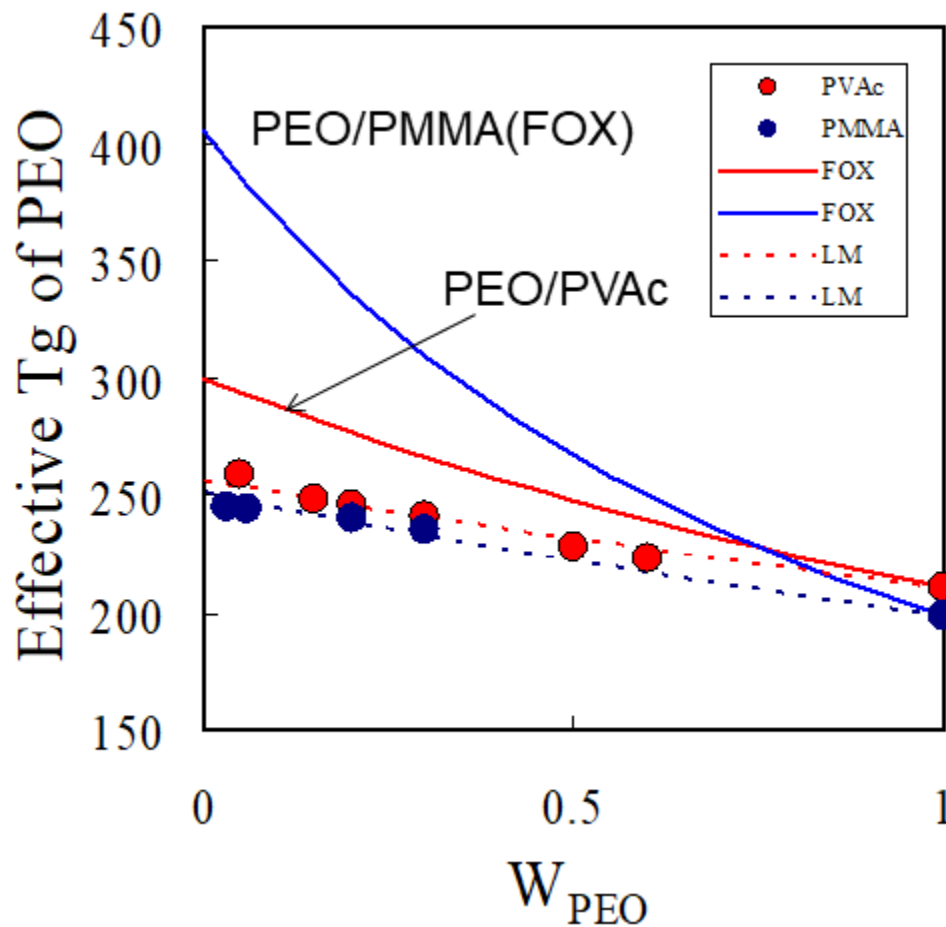 450
400
350
300
250
200
150
Effective Tg of PEO
PEO/PMMA(FOX)
PEO/PVAc
PVAc
PMMA
FOX
FOX
LM
LM
0
0.5
1
W_PEO